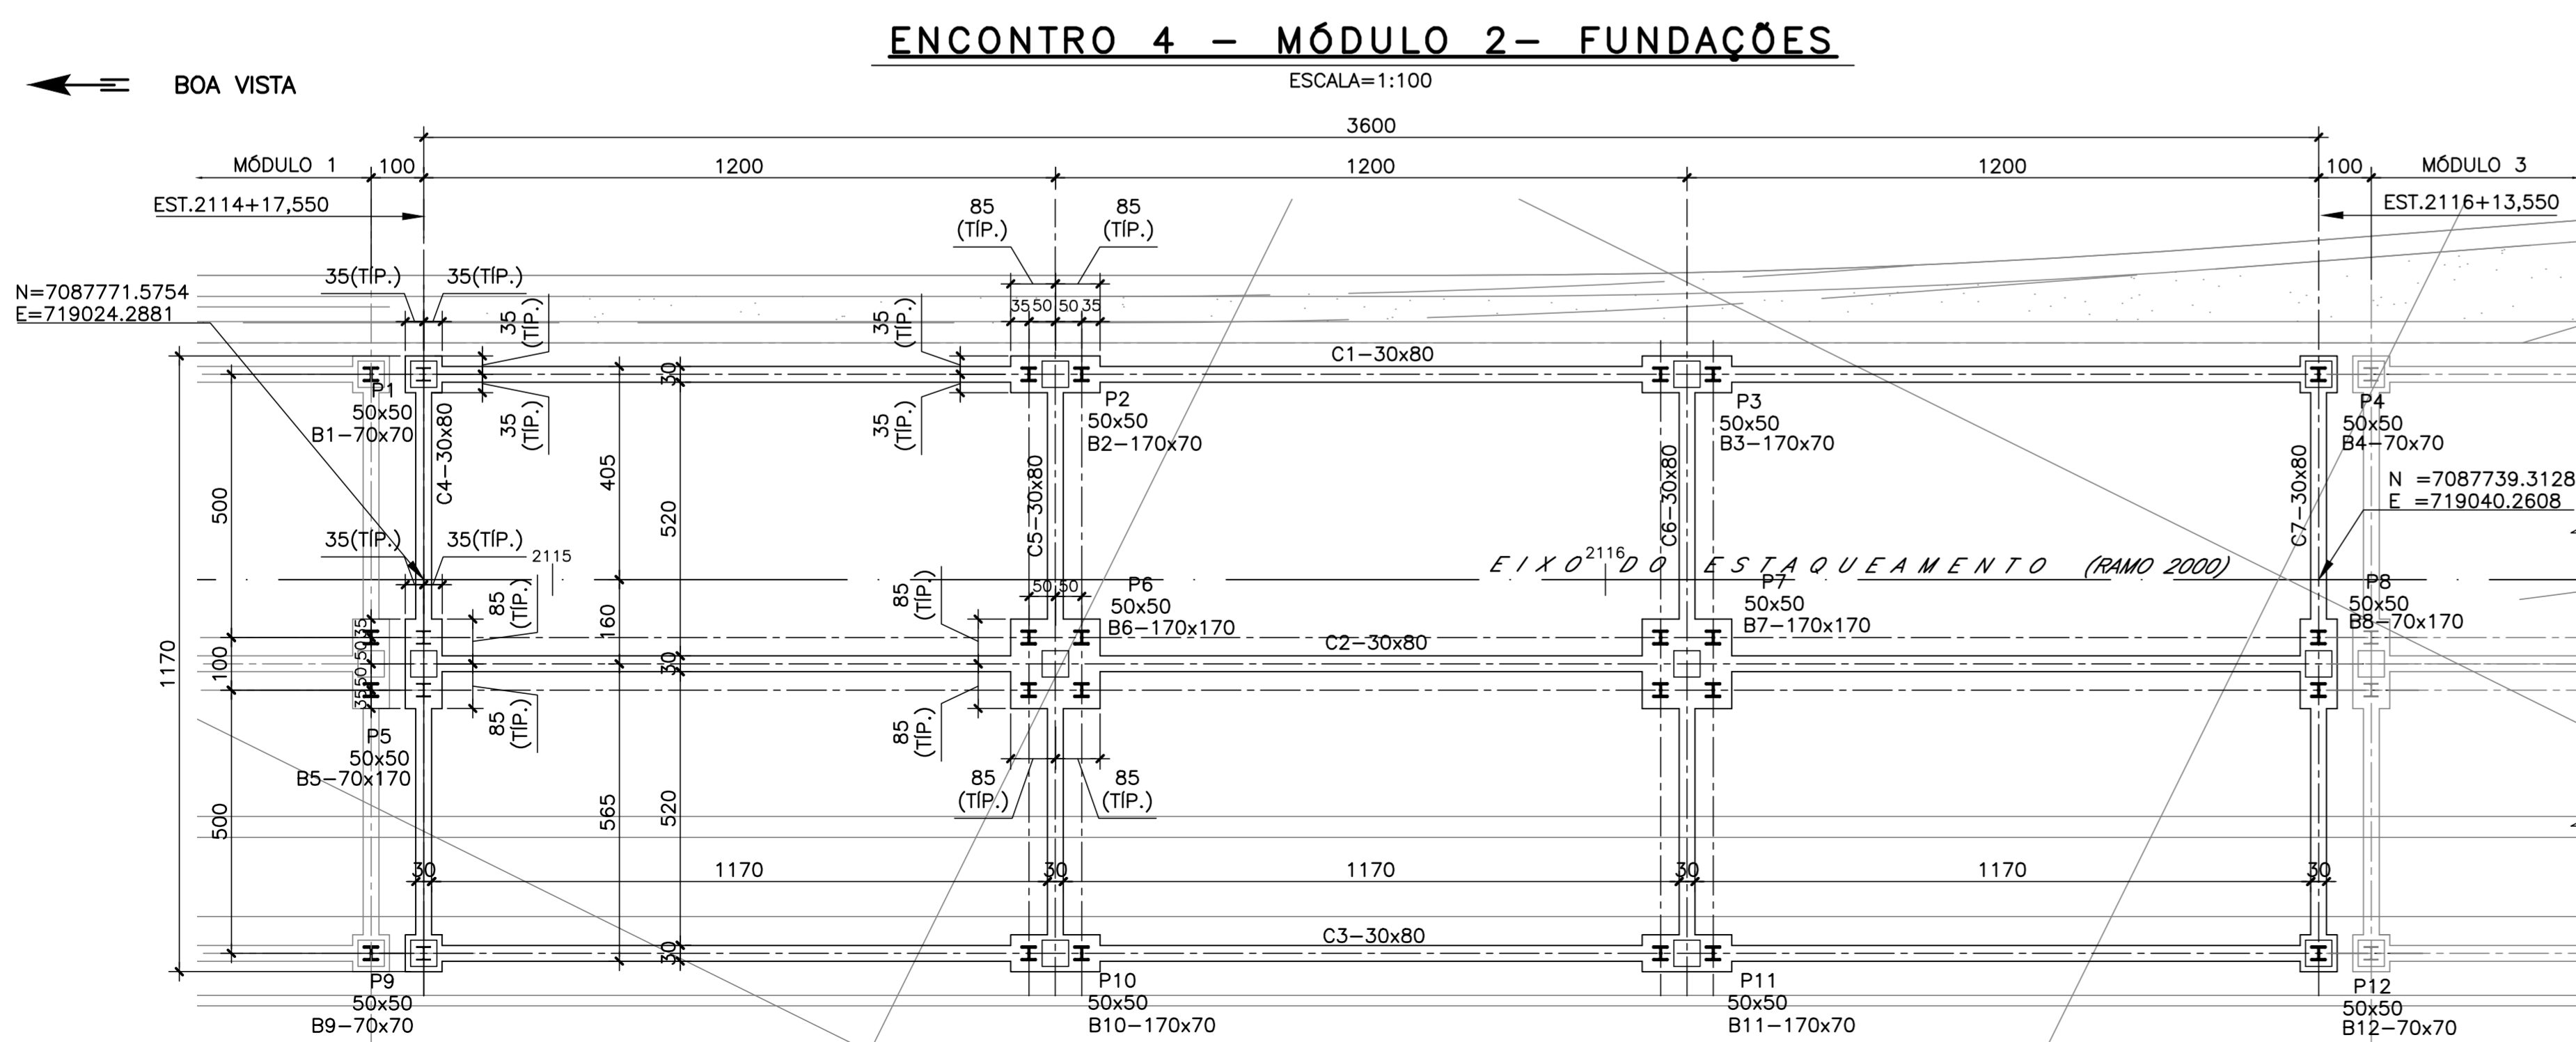 ENCONTRO 4 - MÓDULO 2- FUNDAÇÕES
ESCALA=1:100
BOA VISTA
3600
MÓDULO 1
100
1200
1200
1200
100
MÓDULO 3
EST.2114+17,550
EST.2116+13,550
85
(TÍP.)
85
(TÍP.)
35(TÍP.)
35(TÍP.)
N=7087771.5754
E=719024.2881
35
(TÍP.)
35
(TÍP.)
35
50
50
35
30
C1-30x80
P1
50x50
B1-70x70
C4-30x80
35
(TÍP.)
35
(TÍP.)
P2
50x50
B2-170x70
P3
50x50
B3-170x70
P4
50x50
B4-70x70
500
405
520
C5-30x80
C6-30x80
C7-30x80
N =7087739.3128
E =719040.2608
35(TÍP.)
35(TÍP.)
2115
EIXO DO ESTAQUEAMENTO (RAMO 2000)
2116
85
(TÍP.)
85
(TÍP.)
50
50
P6
50x50
B6-170x170
P7
50x50
B7-170x170
P8
50x50
B8-70x170
160
1170
100
35
50
50
35
30
C2-30x80
85
(TÍP.)
85
(TÍP.)
P5
50x50
B5-70x170
85
(TÍP.)
85
(TÍP.)
500
565
520
30
1170
30
1170
30
1170
30
30
C3-30x80
P9
50x50
B9-70x70
P10
50x50
B10-170x70
P11
50x50
B11-170x70
P12
50x50
B12-70x70